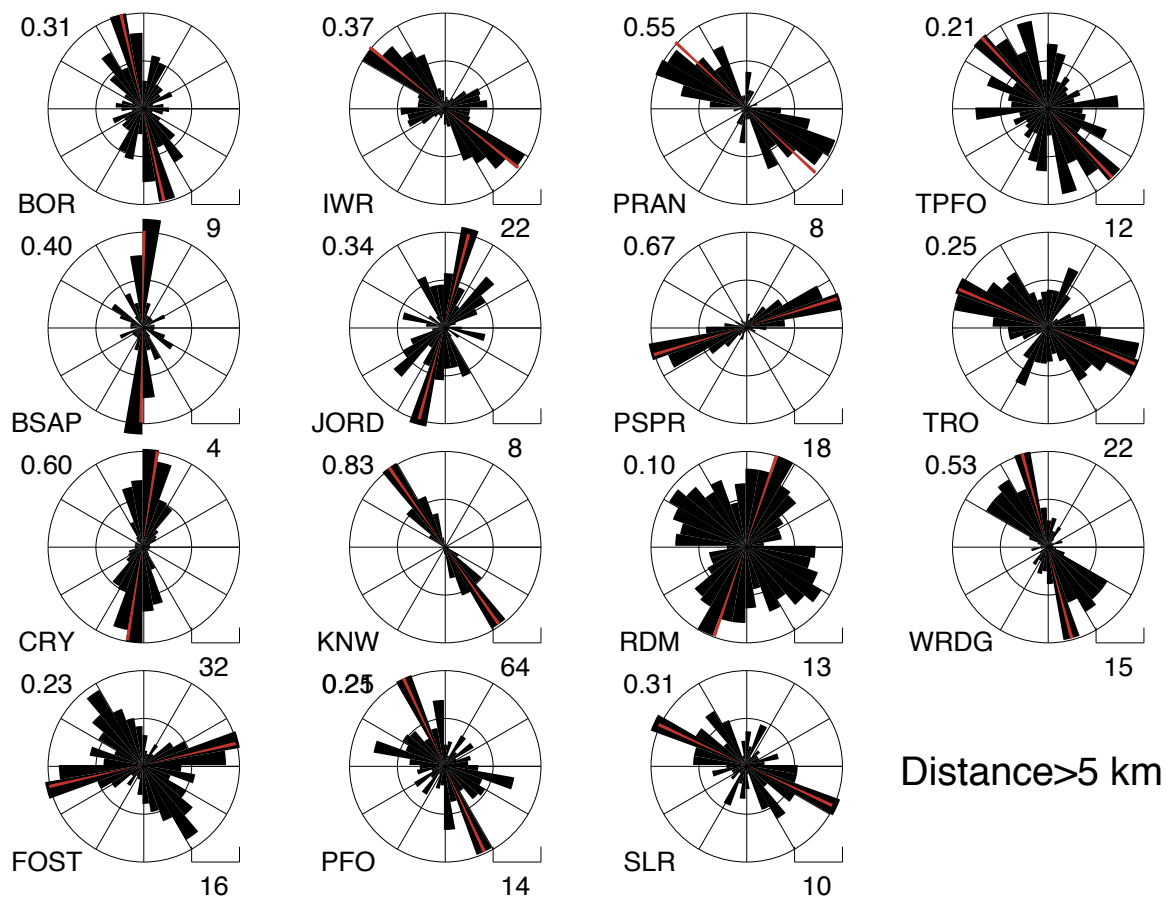 0.31 0.37 0.55 0.21
BOR IWR PRAN TPFO
9 22 8 12
0.40 0.34 0.67 0.25
BSAP JORD PSPR TRO
4 8 18 22
0.60 0.83 0.10 0.53
CRY KNW RDM WRDG
32 64 13 15
0.23 0.31
Distance>5 km
FOST PFO SLR
16 14 10